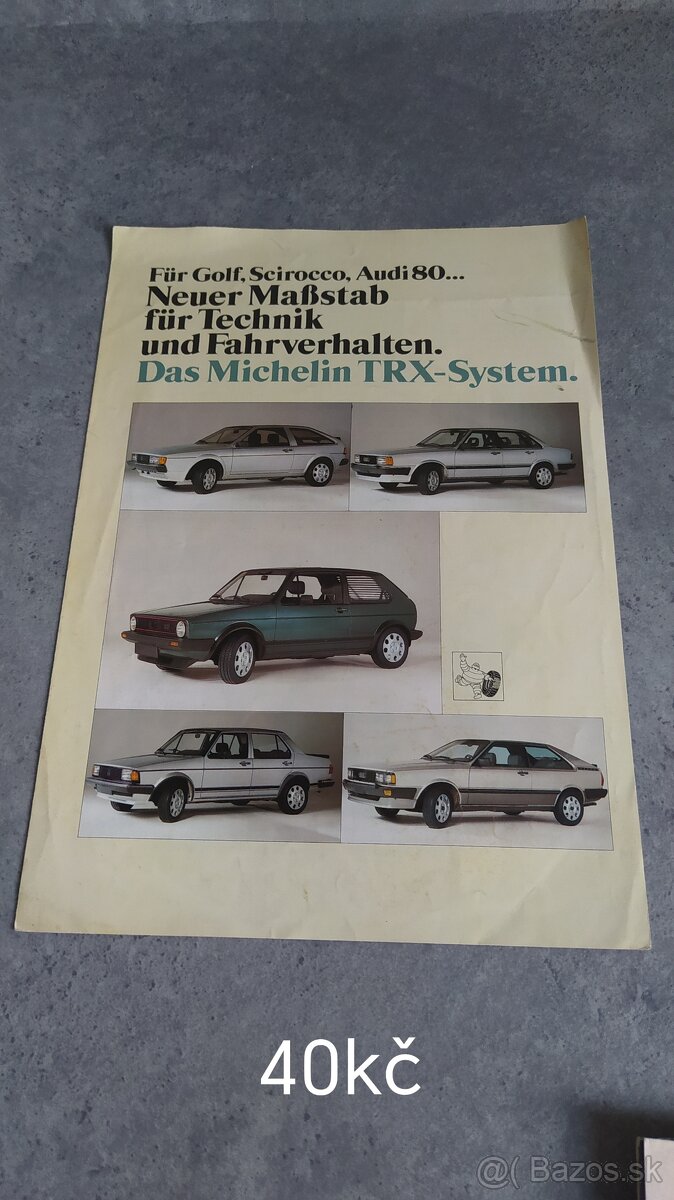 Für Golf, Scirocco, Audi 80...
Neuer Maßstab
für Technik
und Fahrverhalten.
Das Michelin TRX-System.
40kč
@( Bazos.sk